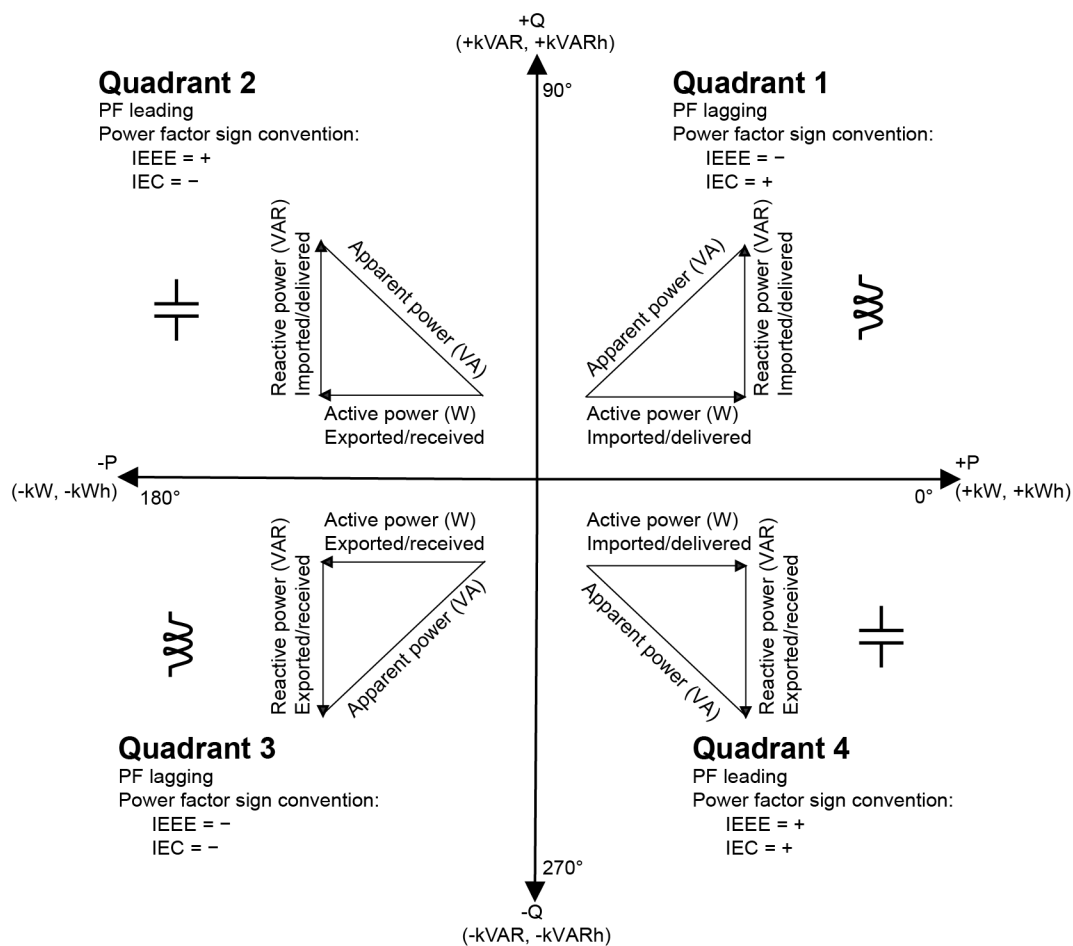 +Q
(+kVAR, +kVARh)
90°
Quadrant 2
PF leading
Power factor sign convention:
IEEE = +
IEC = −
Reactive power (VAR)
Imported/delivered
Apparent power (VA)
Active power (W)
Exported/received
Quadrant 1
PF lagging
Power factor sign convention:
IEEE = −
IEC = +
Apparent power (VA)
Reactive power (VAR)
Imported/delivered
Active power (W)
Imported/delivered
-P
(-kW, -kWh)
180°
0°
+P
(+kW, +kWh)
Active power (W)
Exported/received
Reactive power (VAR)
Exported/received
Apparent power (VA)
Quadrant 3
PF lagging
Power factor sign convention:
IEEE = −
IEC = −
Active power (W)
Imported/delivered
Apparent power (VA)
Reactive power (VAR)
Exported/received
Quadrant 4
PF leading
Power factor sign convention:
IEEE = +
IEC = +
270°
-Q
(-kVAR, -kVARh)